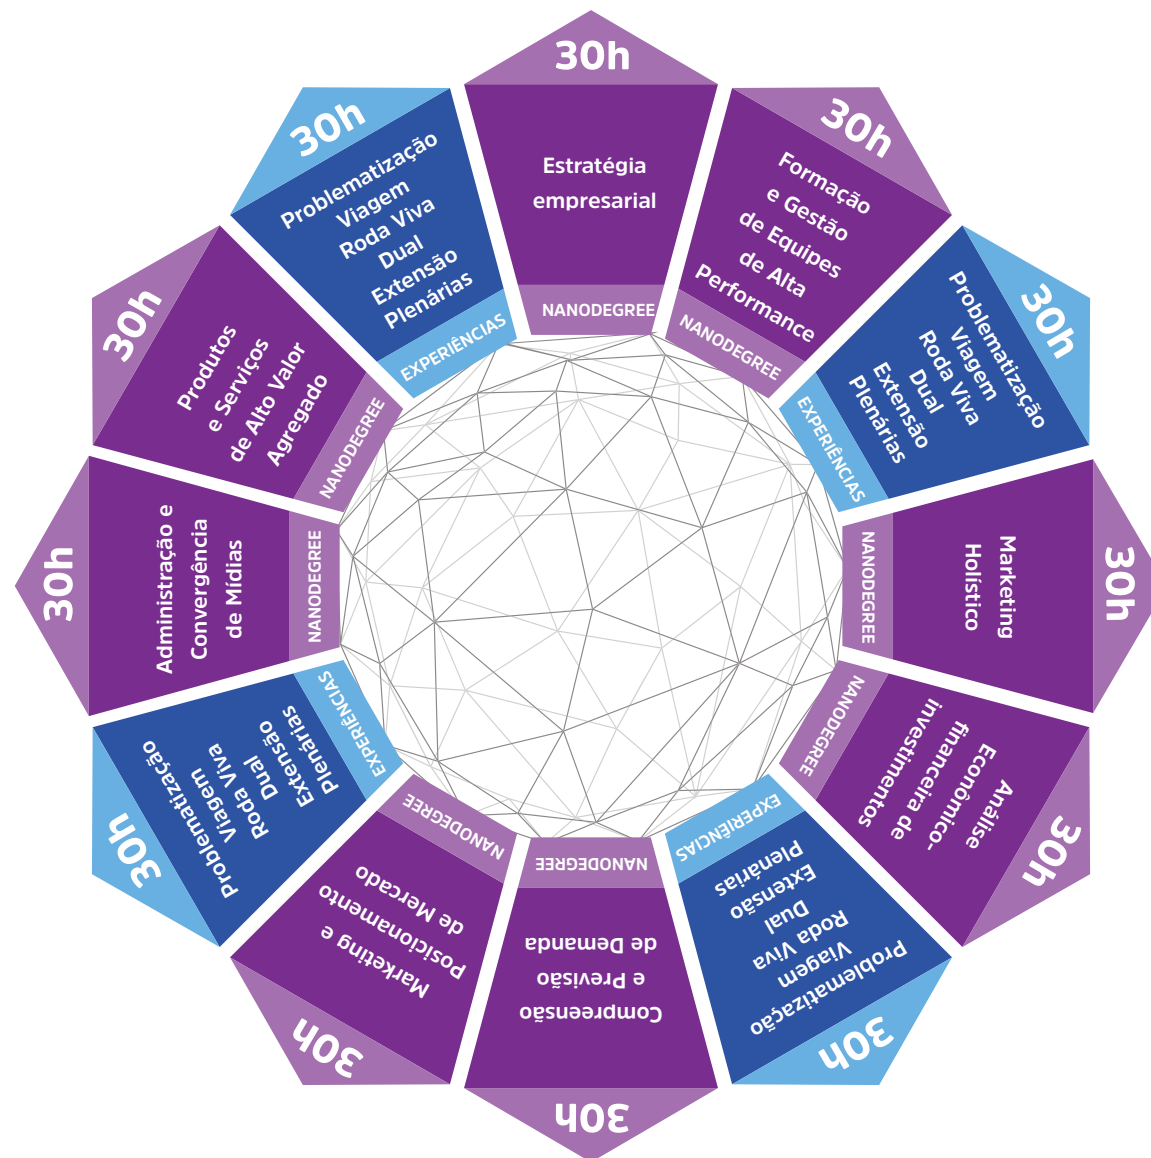 30h
Estratégia
empresarial
NANODEGREE
30h
Formação
e Gestão
de Equipes
de Alta
Performance
NANODEGREE
30h
Problematização
Viagem
Roda Viva
Dual
Extensão
Plenárias
EXPERIÊNCIAS
30h
Marketing
Holístico
NANODEGREE
30h
Análise
Econômico-
financeira de
investimentos
NANODEGREE
30h
Problematização
Viagem
Roda Viva
Dual
Extensão
Plenárias
EXPERIÊNCIAS
30h
Compreensão
e Previsão
de Demanda
NANODEGREE
30h
Marketing e
Posicionamento
de Mercado
NANODEGREE
30h
Problematização
Viagem
Roda Viva
Dual
Extensão
Plenárias
EXPERIÊNCIAS
30h
Administração e
Convergência
de Mídias
NANODEGREE
30h
Produtos
e Serviços
de Alto Valor
Agregado
NANODEGREE
30h
Problematização
Viagem
Roda Viva
Dual
Extensão
Plenárias
EXPERIÊNCIAS